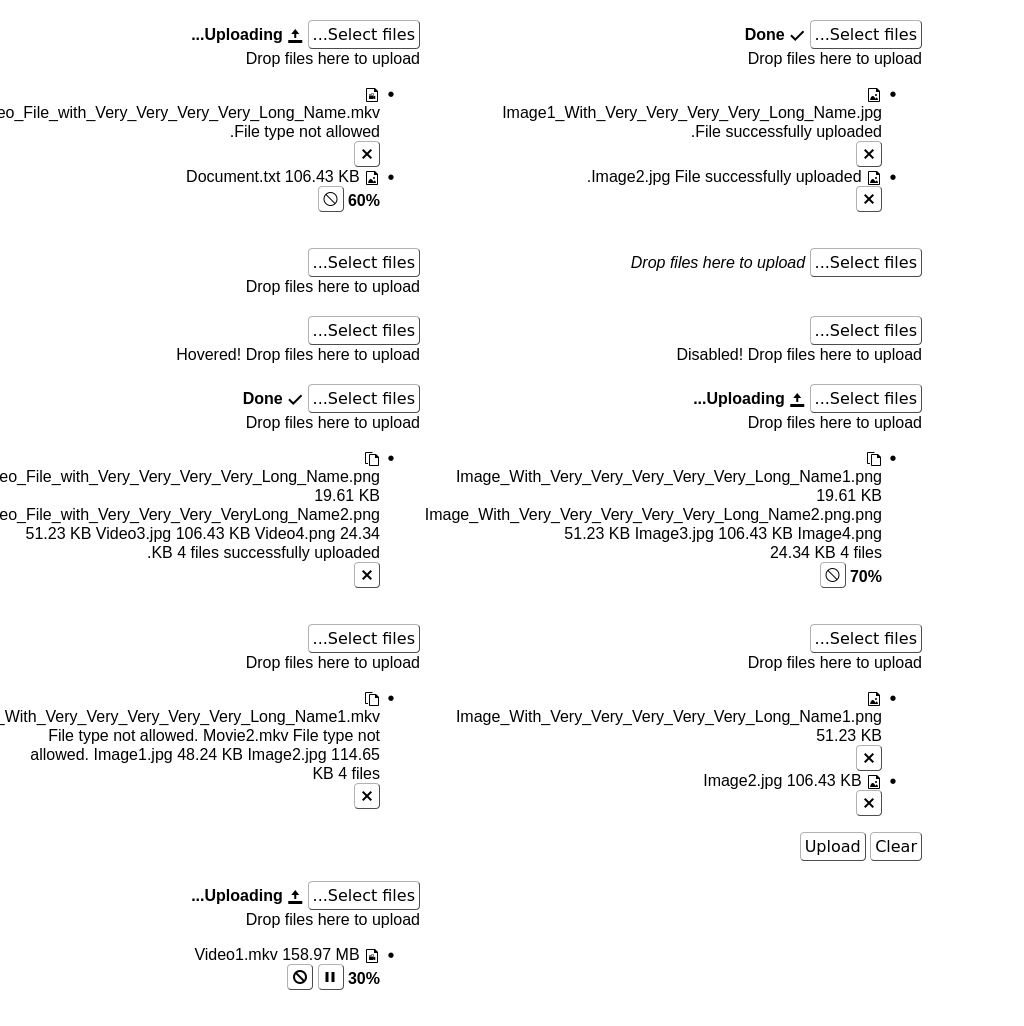 ...Select files Done
Drop files here to upload
Image1_With_Very_Very_Very_Very_Long_Name.jpg
.File successfully uploaded
.Image2.jpg File successfully uploaded
...Select files ...Uploading
Drop files here to upload
eo_File_with_Very_Very_Very_Very_Long_Name.mkv
.File type not allowed
Document.txt 106.43 KB
60%
...Select files Drop files here to upload
...Select files
Drop files here to upload
...Select files
Disabled! Drop files here to upload
...Select files
Hovered! Drop files here to upload
...Select files ...Uploading
Drop files here to upload
Image_With_Very_Very_Very_Very_Very_Long_Name1.png
19.61 KB
Image_With_Very_Very_Very_Very_Very_Long_Name2.png.png
51.23 KB Image3.jpg 106.43 KB Image4.png
24.34 KB 4 files
70%
...Select files Done
Drop files here to upload
eo_File_with_Very_Very_Very_Very_Long_Name.png
19.61 KB
eo_File_with_Very_Very_Very_VeryLong_Name2.png
51.23 KB Video3.jpg 106.43 KB Video4.png 24.34
.KB 4 files successfully uploaded
...Select files
Drop files here to upload
Image_With_Very_Very_Very_Very_Very_Long_Name1.png
51.23 KB
Image2.jpg 106.43 KB
Upload Clear
...Select files
Drop files here to upload
_With_Very_Very_Very_Very_Very_Long_Name1.mkv
File type not allowed. Movie2.mkv File type not
allowed. Image1.jpg 48.24 KB Image2.jpg 114.65
KB 4 files
...Select files ...Uploading
Drop files here to upload
Video1.mkv 158.97 MB
30%